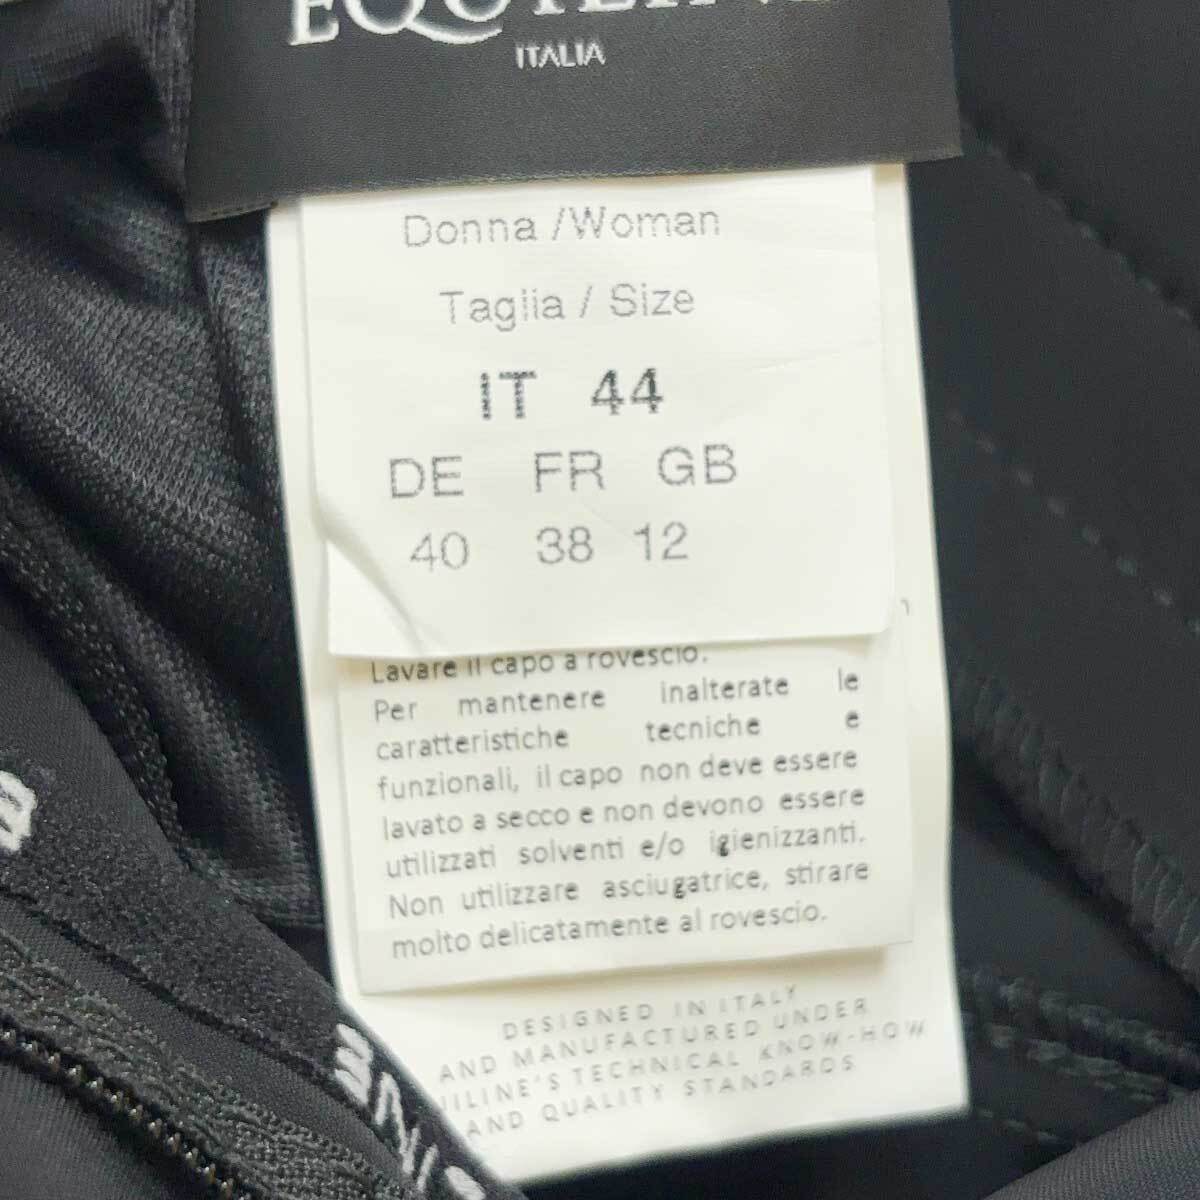 ITALIA
Donna /Woman
Taglia / Size
IT 44
DE FR GB
40 38 12
Lavare il capo a rovescio.
Per mantenere inalterate le
caratteristiche tecniche e
funzionali, il capo non deve essere
lavato a secco e non devono essere
utilizzati solventi e/o igienizzanti.
Non utilizzare asciugatrice, stirare
molto delicatamente al rovescio.
DESIGNED IN ITALY
AND MANUFACTURED UNDER
ILINE'S TECHNICAL KNOW-HOW
AND QUALITY STANDARDS